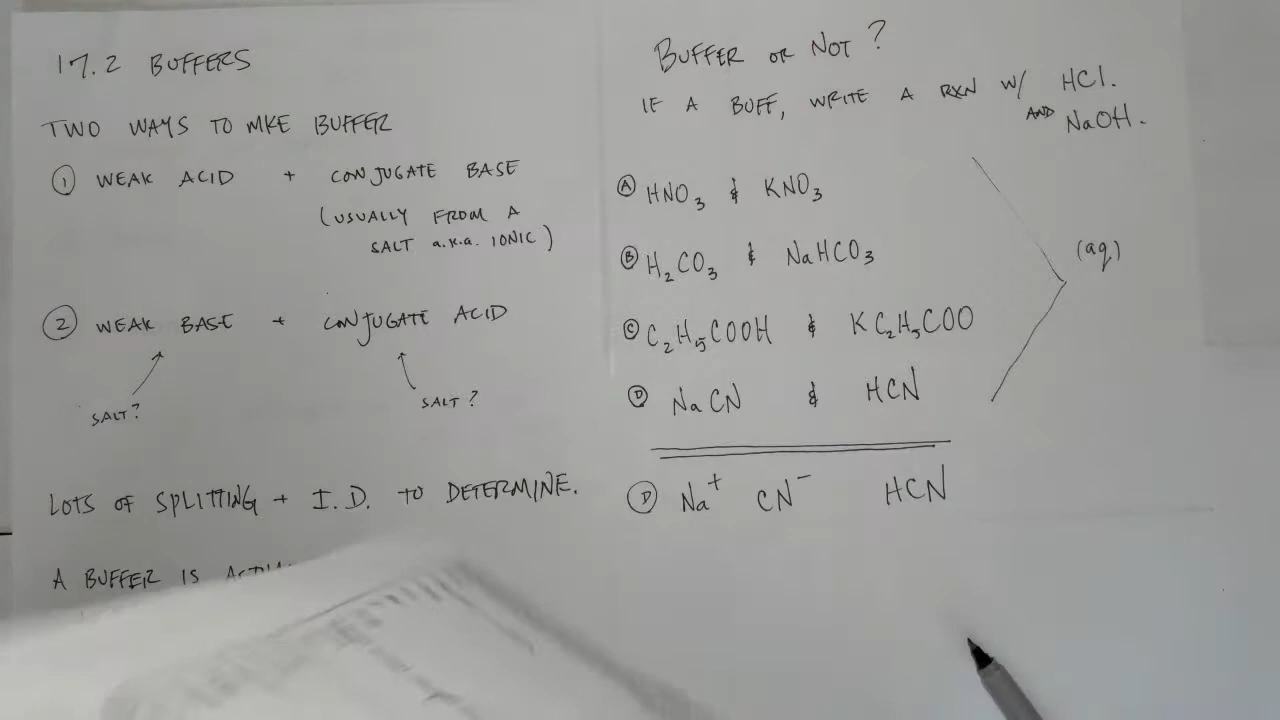 17.2 BUFFERS
TWO WAYS TO MKE BUFFER
① WEAK ACID + CONJUGATE BASE
(USUALLY FROM A
SALT a.k.a. IONIC)
② WEAK BASE + CONJUGATE ACID
SALT? SALT?
LOTS OF SPLITTING + I.D. TO DETERMINE.
A BUFFER IS
BUFFER OR NOT?
IF A BUFF, WRITE A RXN W/ HCl.
AND NaOH.
Ⓐ HNO₃ & KNO₃
Ⓑ H₂CO₃ & NaHCO₃
(aq)
Ⓒ C₂H₅COOH & KC₂H₅COO
Ⓓ NaCN & HCN
Ⓓ Na⁺ CN⁻ HCN